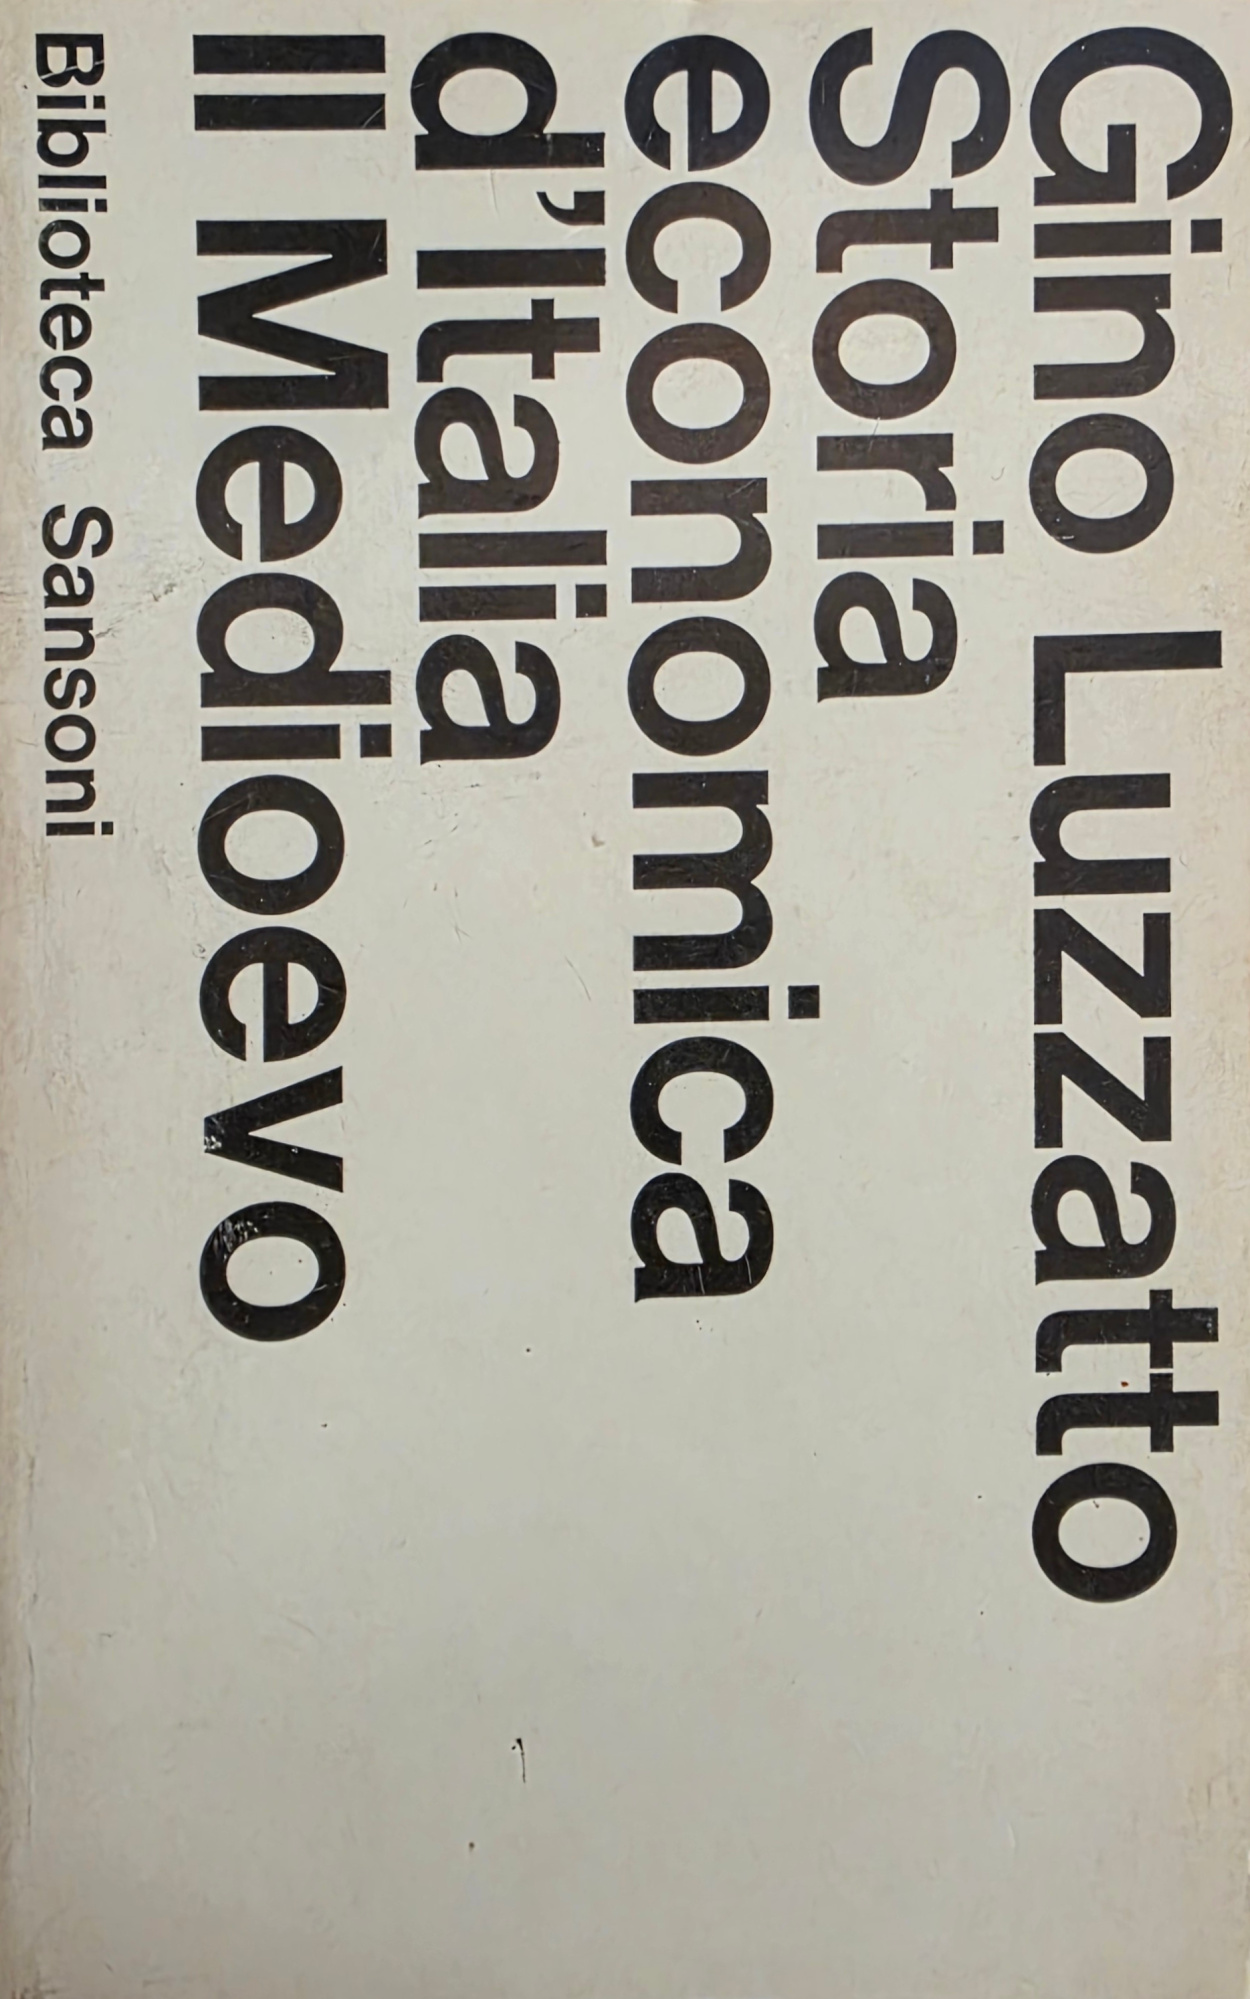 Gino Luzzatto
Storia
economica
d'Italia
Il Medioevo
Biblioteca Sansoni